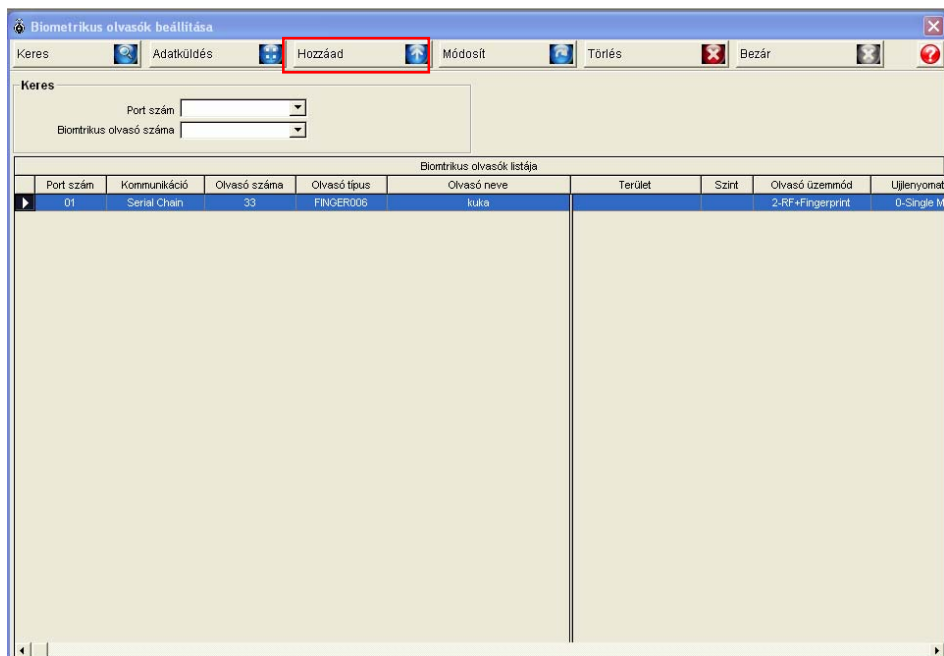 Biometrikus olvasók beállítása
Keres Adatküldés Hozzáad Módosít Törlés Bezár
Keres
Port szám
Biomtrikus olvasó száma
Biomtrikus olvasók listája
Port szám Kommunikáció Olvasó száma Olvasó típus Olvasó neve Terület Szint Olvasó üzemmód Ujjlenyomat
01 Serial Chain 33 FINGER006 kuka 2-RF+Fingerprint 0-Single M